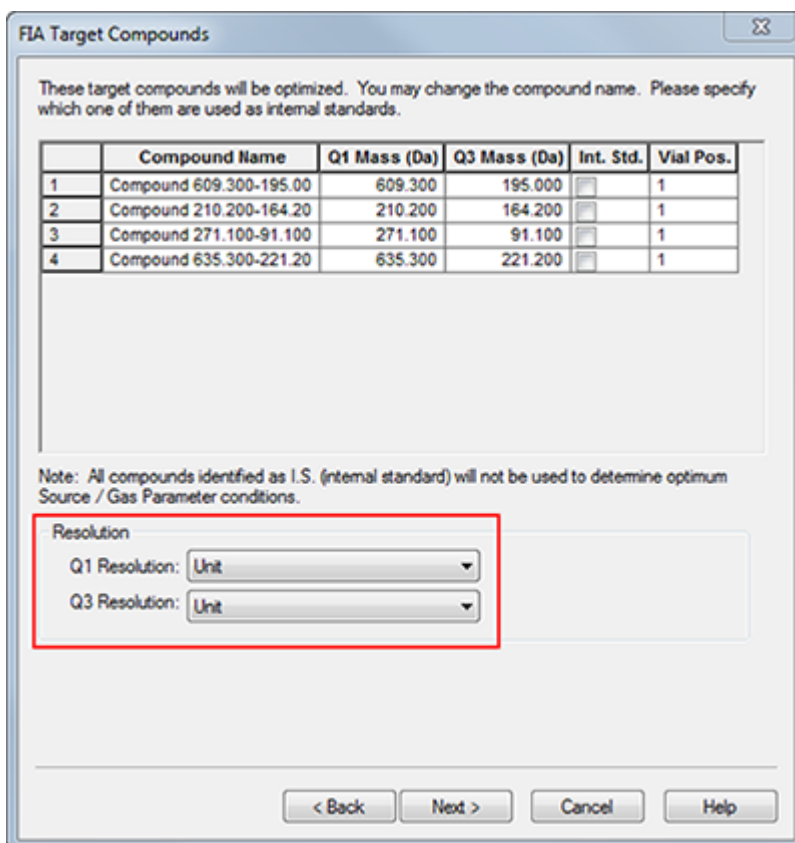 FIA Target Compounds
These target compounds will be optimized. You may change the compound name. Please specify
which one of them are used as internal standards.
Compound Name Q1 Mass (Da) Q3 Mass (Da) Int. Std. Vial Pos.
1 Compound 609.300-195.00 609.300 195.000 1
2 Compound 210.200-164.20 210.200 164.200 1
3 Compound 271.100-91.100 271.100 91.100 1
4 Compound 635.300-221.20 635.300 221.200 1
Note: All compounds identified as I.S. (internal standard) will not be used to determine optimum
Source / Gas Parameter conditions.
Resolution
Q1 Resolution: Unit
Q3 Resolution: Unit
< Back Next > Cancel Help